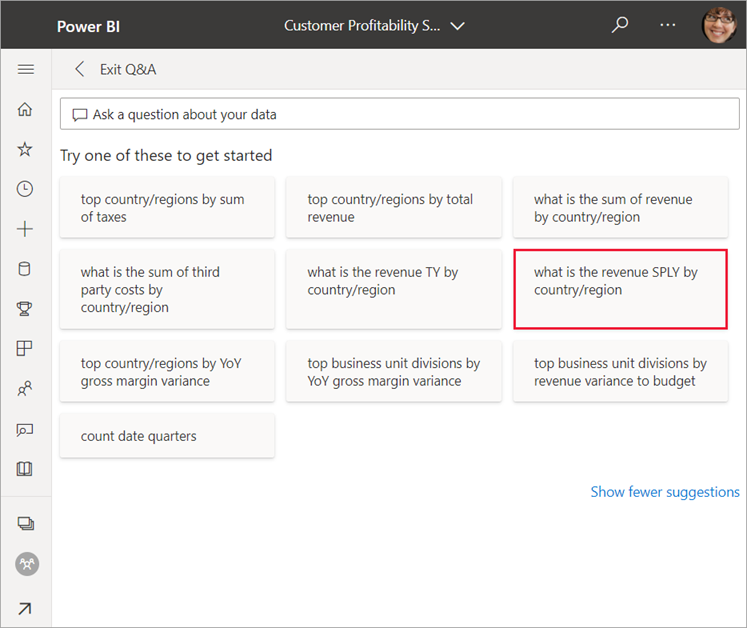 Power BI
Customer Profitability S...
Exit Q&A
Ask a question about your data
Try one of these to get started
top country/regions by sum
of taxes
top country/regions by total
revenue
what is the sum of revenue
by country/region
what is the sum of third
party costs by
country/region
what is the revenue TY by
country/region
what is the revenue SPLY by
country/region
top country/regions by YoY
gross margin variance
top business unit divisions by
YoY gross margin variance
top business unit divisions by
revenue variance to budget
count date quarters
Show fewer suggestions